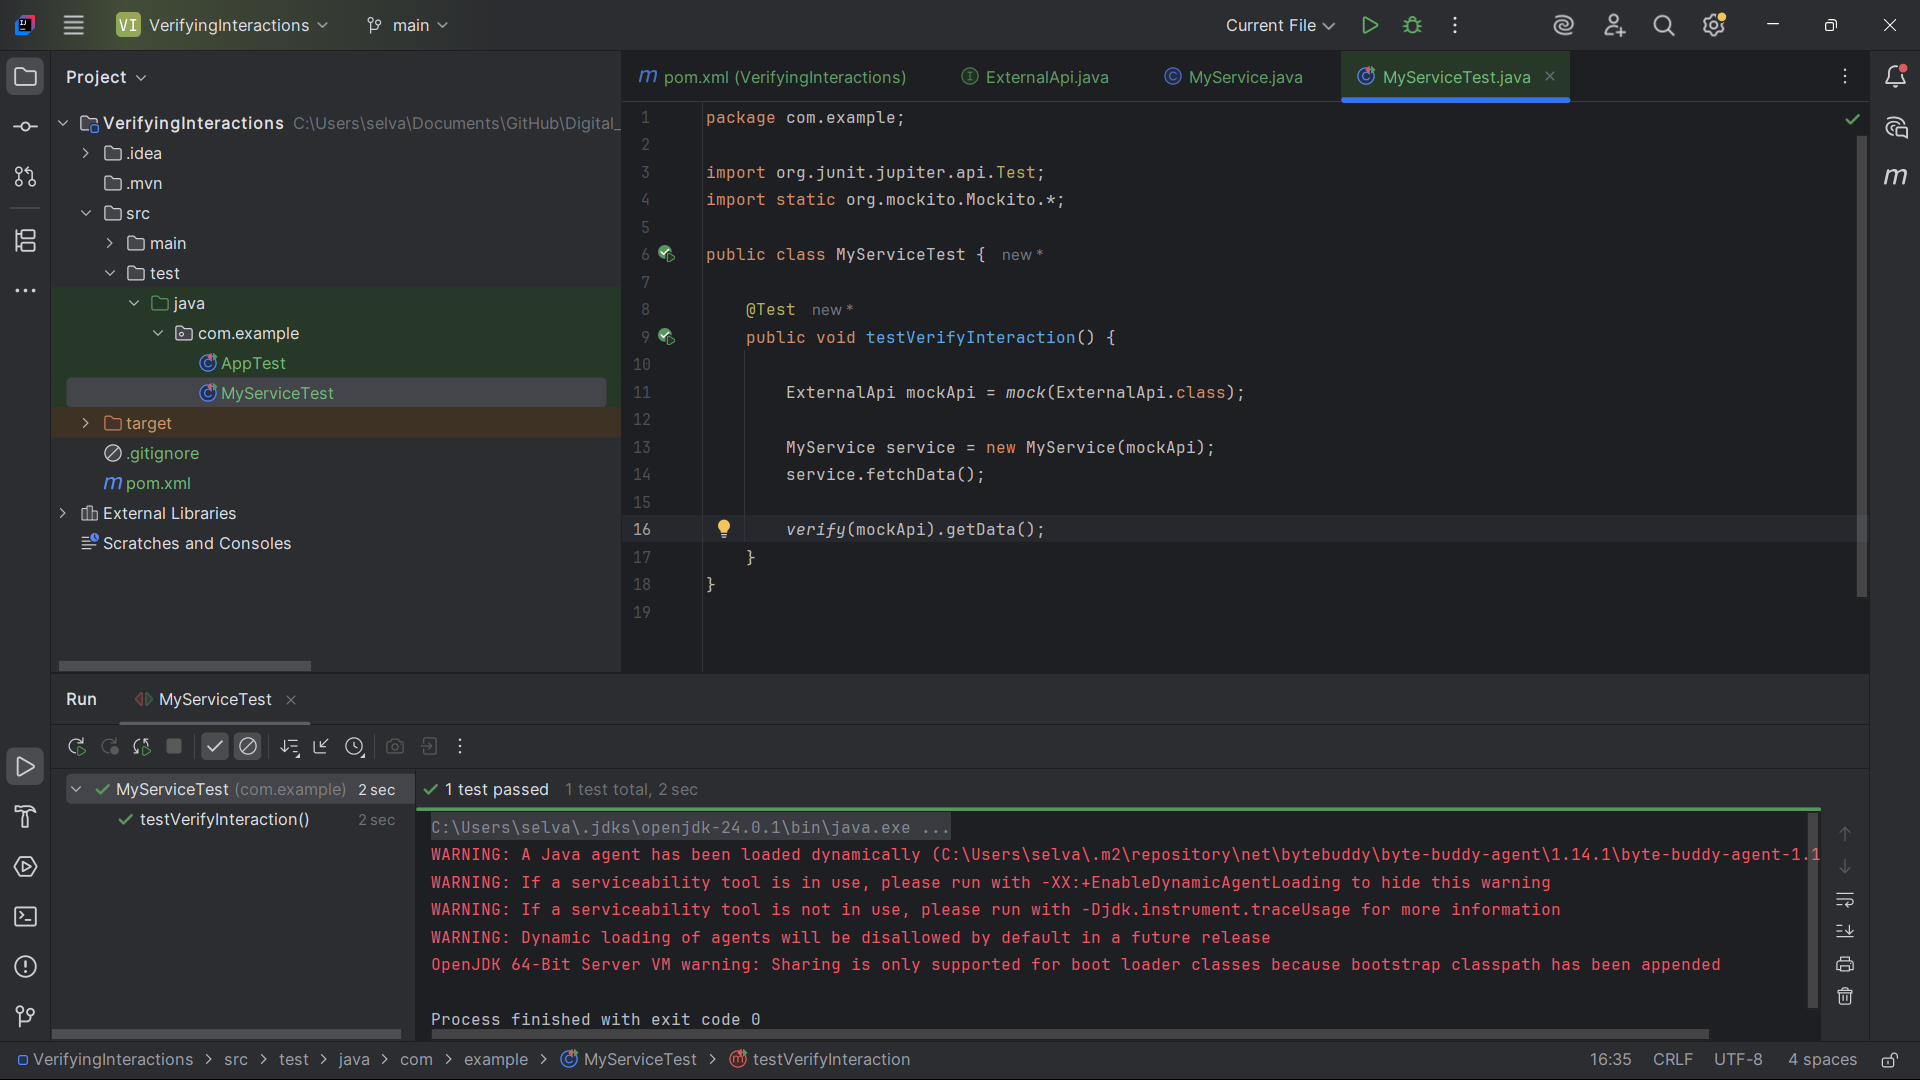 VI VerifyingInteractions main Current File
Project
VerifyingInteractions C:\Users\selva\Documents\GitHub\Digital_
.idea
.mvn
src
main
test
java
com.example
AppTest
MyServiceTest
target
.gitignore
m pom.xml
External Libraries
Scratches and Consoles
m pom.xml (VerifyingInteractions) ExternalApi.java MyService.java MyServiceTest.java
1 package com.example;
2
3 import org.junit.jupiter.api.Test;
4 import static org.mockito.Mockito.*;
5
6 public class MyServiceTest { new *
7
8 @Test new *
9 public void testVerifyInteraction() {
10
11 ExternalApi mockApi = mock(ExternalApi.class);
12
13 MyService service = new MyService(mockApi);
14 service.fetchData();
15
16 verify(mockApi).getData();
17 }
18 }
19
m
Run MyServiceTest
MyServiceTest (com.example) 2 sec
testVerifyInteraction() 2 sec
1 test passed 1 test total, 2 sec
C:\Users\selva\.jdks\openjdk-24.0.1\bin\java.exe ...
WARNING: A Java agent has been loaded dynamically (C:\Users\selva\.m2\repository\net\bytebuddy\byte-buddy-agent\1.14.1\byte-buddy-agent-1.1
WARNING: If a serviceability tool is in use, please run with -XX:+EnableDynamicAgentLoading to hide this warning
WARNING: If a serviceability tool is not in use, please run with -Djdk.instrument.traceUsage for more information
WARNING: Dynamic loading of agents will be disallowed by default in a future release
OpenJDK 64-Bit Server VM warning: Sharing is only supported for boot loader classes because bootstrap classpath has been appended
Process finished with exit code 0
VerifyingInteractions > src > test > java > com > example > MyServiceTest > testVerifyInteraction 16:35 CRLF UTF-8 4 spaces